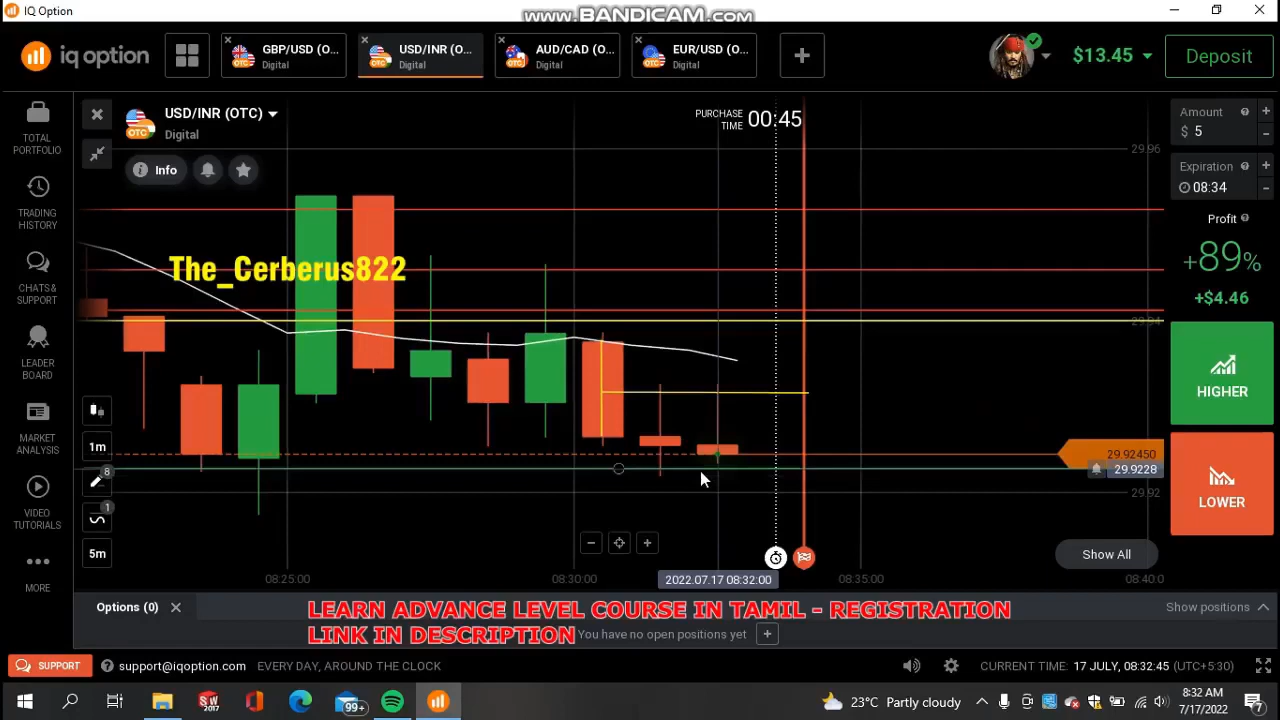 IQ Option
www.BANDICAM.com
iq option
GBP/USD (O...
Digital
USD/INR (O...
Digital
AUD/CAD (O...
Digital
EUR/USD (O...
Digital
$13.45
Deposit
TOTAL
PORTFOLIO
TRADING
HISTORY
CHATS &
SUPPORT
LEADER
BOARD
MARKET
ANALYSIS
VIDEO
TUTORIALS
MORE
USD/INR (OTC)
Digital
OTC
Info
PURCHASE
TIME
00:45
29.96
29.94
29.92450
29.9228
29.92
The_Cerberus822
1m
8
1
5m
Show All
08:25:00
08:30:00
2022.07.17 08:32:00
08:35:00
08:40:0
Amount
$ 5
Expiration
08:34
Profit
+89%
+$4.46
HIGHER
LOWER
Options (0)
Show positions
LEARN ADVANCE LEVEL COURSE IN TAMIL - REGISTRATION
LINK IN DESCRIPTION
You have no open positions yet
SUPPORT
support@iqoption.com
EVERY DAY, AROUND THE CLOCK
CURRENT TIME: 17 JULY, 08:32:45 (UTC+5:30)
SW
2017
99+
23°C Partly cloudy
8:32 AM
7/17/2022
7